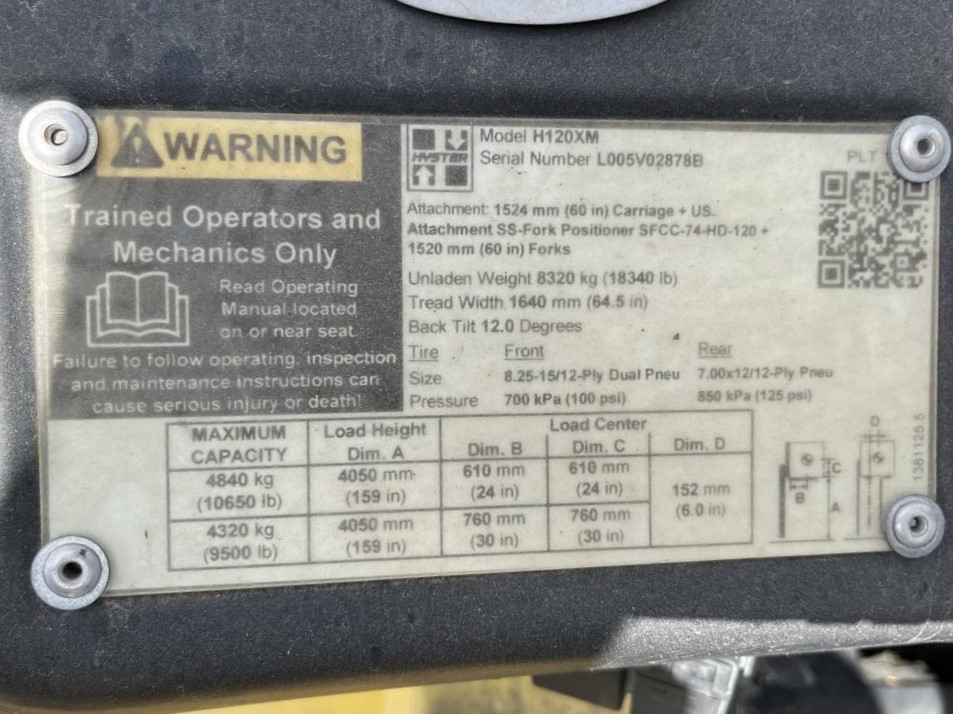 WARNING
Trained Operators and
Mechanics Only
Read Operating
Manual located
on or near seat.
Failure to follow operating, inspection
and maintenance instructions can
cause serious injury or death!
HYSTER
Model H120XM
Serial Number L005V02878B
PLT
Attachment: 1524 mm (60 in) Carriage + US.
Attachment SS-Fork Positioner SFCC-74-HD-120 +
1520 mm (60 in) Forks
Unladen Weight 8320 kg (18340 lb)
Tread Width 1640 mm (64.5 in)
Back Tilt 12.0 Degrees
Tire Front Rear
Size 8.25-15/12-Ply Dual Pneu 7.00x12/12-Ply Pneu
Pressure 700 kPa (100 psi) 850 kPa (125 psi)
MAXIMUM Load Height Load Center
CAPACITY Dim. A Dim. B Dim. C Dim. D
4840 kg 4050 mm 610 mm 610 mm
(10650 lb) (159 in) (24 in) (24 in)
152 mm
(6.0 in)
4320 kg 4050 mm 760 mm 760 mm
(9500 lb) (159 in) (30 in) (30 in)
B C A
D
1381125 5